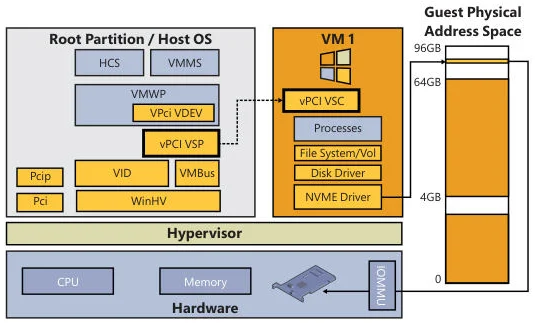 Root Partition / Host OS
HCS
VMMS
VMWP
VPci VDEV
vPCI VSP
Pcip
VID
VMBus
Pci
WinHV
VM 1
vPCI VSC
Processes
File System/Vol
Disk Driver
NVME Driver
Guest Physical
Address Space
96GB
64GB
4GB
0
Hypervisor
CPU
Memory
IOMMU
Hardware